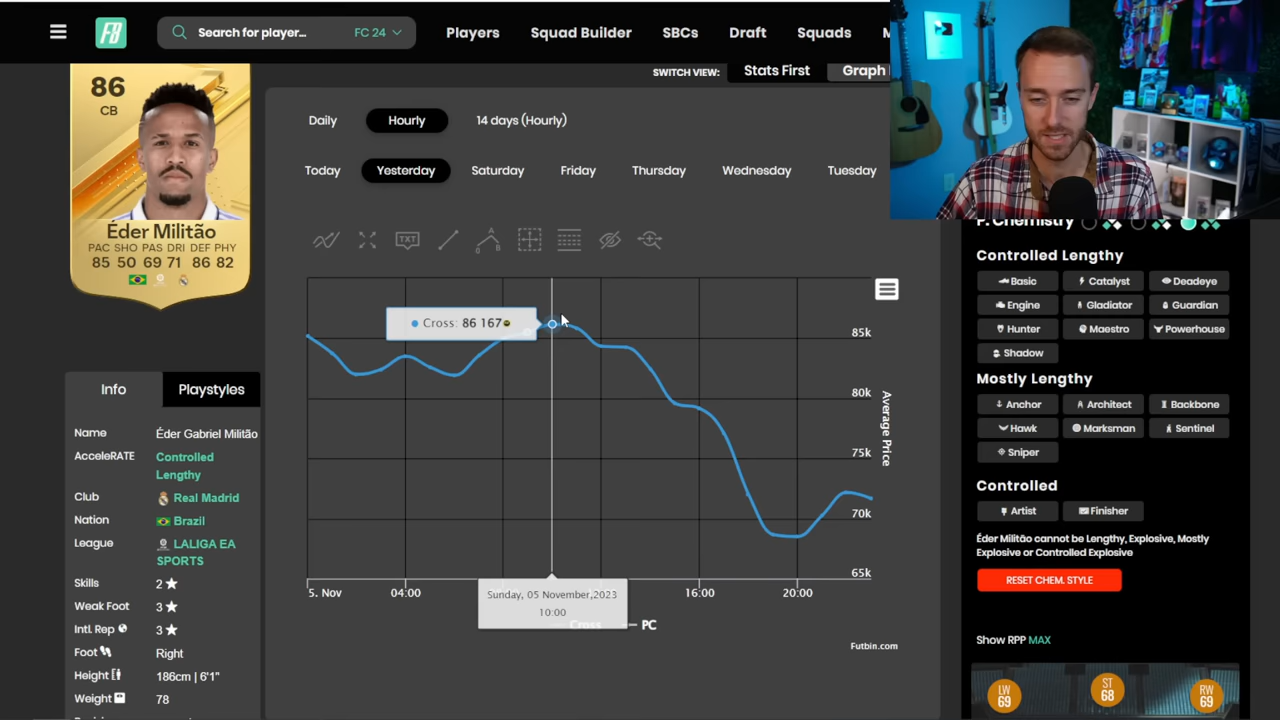 FB
Search for player...
FC 24
Players
Squad Builder
SBCs
Draft
Squads
SWITCH VIEW:
Stats First
Graph
86
CB
Éder Militão
PAC SHO PAS DRI DEF PHY
85 50 69 71 86 82
Daily
Hourly
14 days (Hourly)
Today
Yesterday
Saturday
Friday
Thursday
Wednesday
Tuesday
TXT
Cross: 86 167
85k
80k
75k
70k
65k
Average Price
5. Nov
04:00
16:00
20:00
Sunday, 05 November,2023
10:00
Cross
PC
Futbin.com
Info
Playstyles
Name
Éder Gabriel Militão
AcceleRATE
Controlled
Lengthy
Club
Real Madrid
Nation
Brazil
League
LALIGA EA
SPORTS
Skills
2
Weak Foot
3
Intl. Rep
3
Foot
Right
Height
186cm | 6'1"
Weight
78
P. Chemistry
Controlled Lengthy
Basic
Catalyst
Deadeye
Engine
Gladiator
Guardian
Hunter
Maestro
Powerhouse
Shadow
Mostly Lengthy
Anchor
Architect
Backbone
Hawk
Marksman
Sentinel
Sniper
Controlled
Artist
Finisher
Éder Militão cannot be Lengthy, Explosive, Mostly
Explosive or Controlled Explosive
RESET CHEM. STYLE
Show RPP MAX
LW
69
ST
68
RW
69